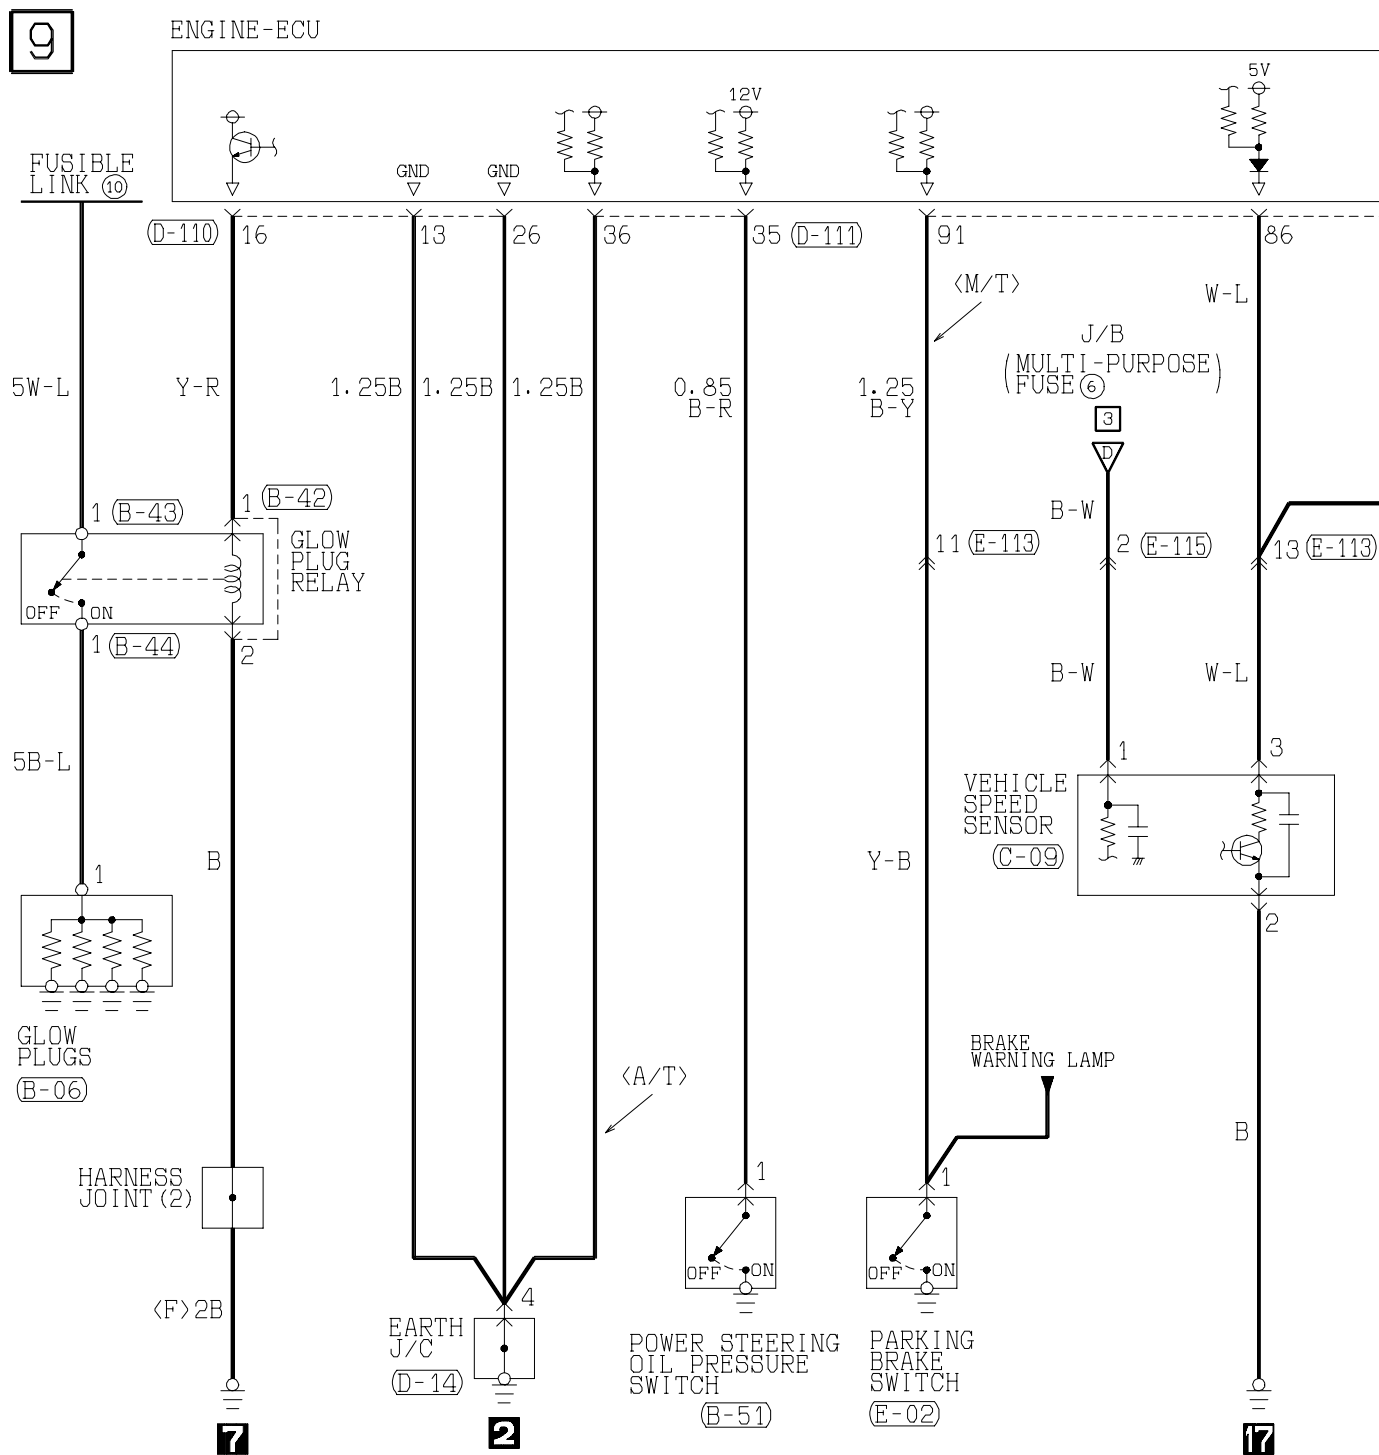 9
ENGINE-ECU
5V
12V
FUSIBLE
LINK 10
GND
GND
(D-110) 16
13
26
36
35 (D-111)
91
86
<M/T>
W-L
J/B
(MULTI-PURPOSE)
FUSE 6
5W-L
Y-R
1.25B
1.25B
1.25B
0.85
B-R
1.25
B-Y
3
D
1 (B-43)
1 (B-42)
B-W
GLOW
PLUG
RELAY
11 (E-113)
2 (E-115)
13 (E-113)
OFF
ON
1 (B-44)
2
B-W
W-L
5B-L
1
3
VEHICLE
SPEED
SENSOR
(C-09)
B
Y-B
1
2
GLOW
PLUGS
(B-06)
BRAKE
WARNING LAMP
<A/T>
B
HARNESS
JOINT(2)
1
1
OFF
ON
OFF
ON
<F>2B
4
EARTH
J/C
(D-14)
POWER STEERING
OIL PRESSURE
SWITCH
(B-51)
PARKING
BRAKE
SWITCH
(E-02)
7
2
17